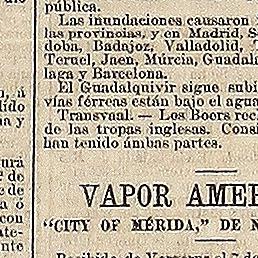 pública.
Las inundaciones causaron
las provincias, y en Madrid,
doba, Badajoz, Valladolid,
Teruel, Jaen, Múrcia,
laga y Barcelona.
El Guadalquivir sigue
vías férreas están bajo el agua
Transvaal. — Los Boers
de las tropas inglesas.
han tenido ámbas partes.
VAPOR
"CITY OF MÉRIDA," DE
á
y
ó
con